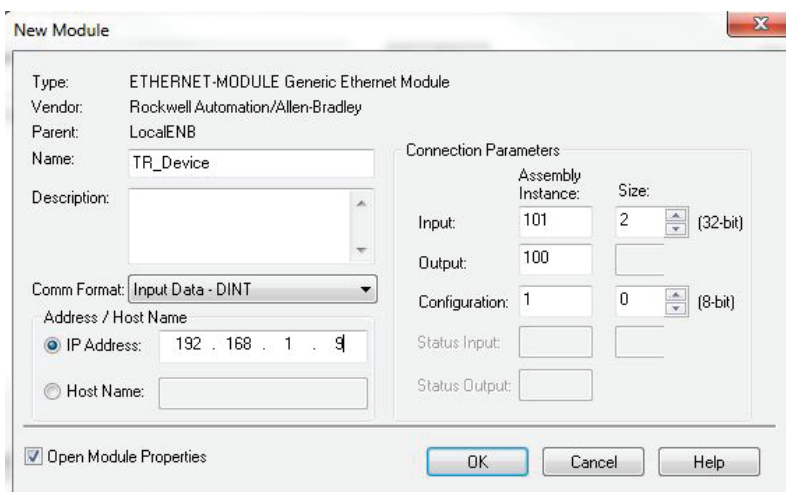 New Module
Type: ETHERNET-MODULE Generic Ethernet Module
Vendor: Rockwell Automation/Allen-Bradley
Parent: LocalENB
Name: TR_Device
Description:
Comm Format: Input Data - DINT
Address / Host Name
IP Address: 192 . 168 . 1 . 9
Host Name:
Connection Parameters
Assembly
Instance: Size:
Input: 101 2 (32-bit)
Output: 100
Configuration: 1 0 (8-bit)
Status Input:
Status Output:
Open Module Properties
OK Cancel Help